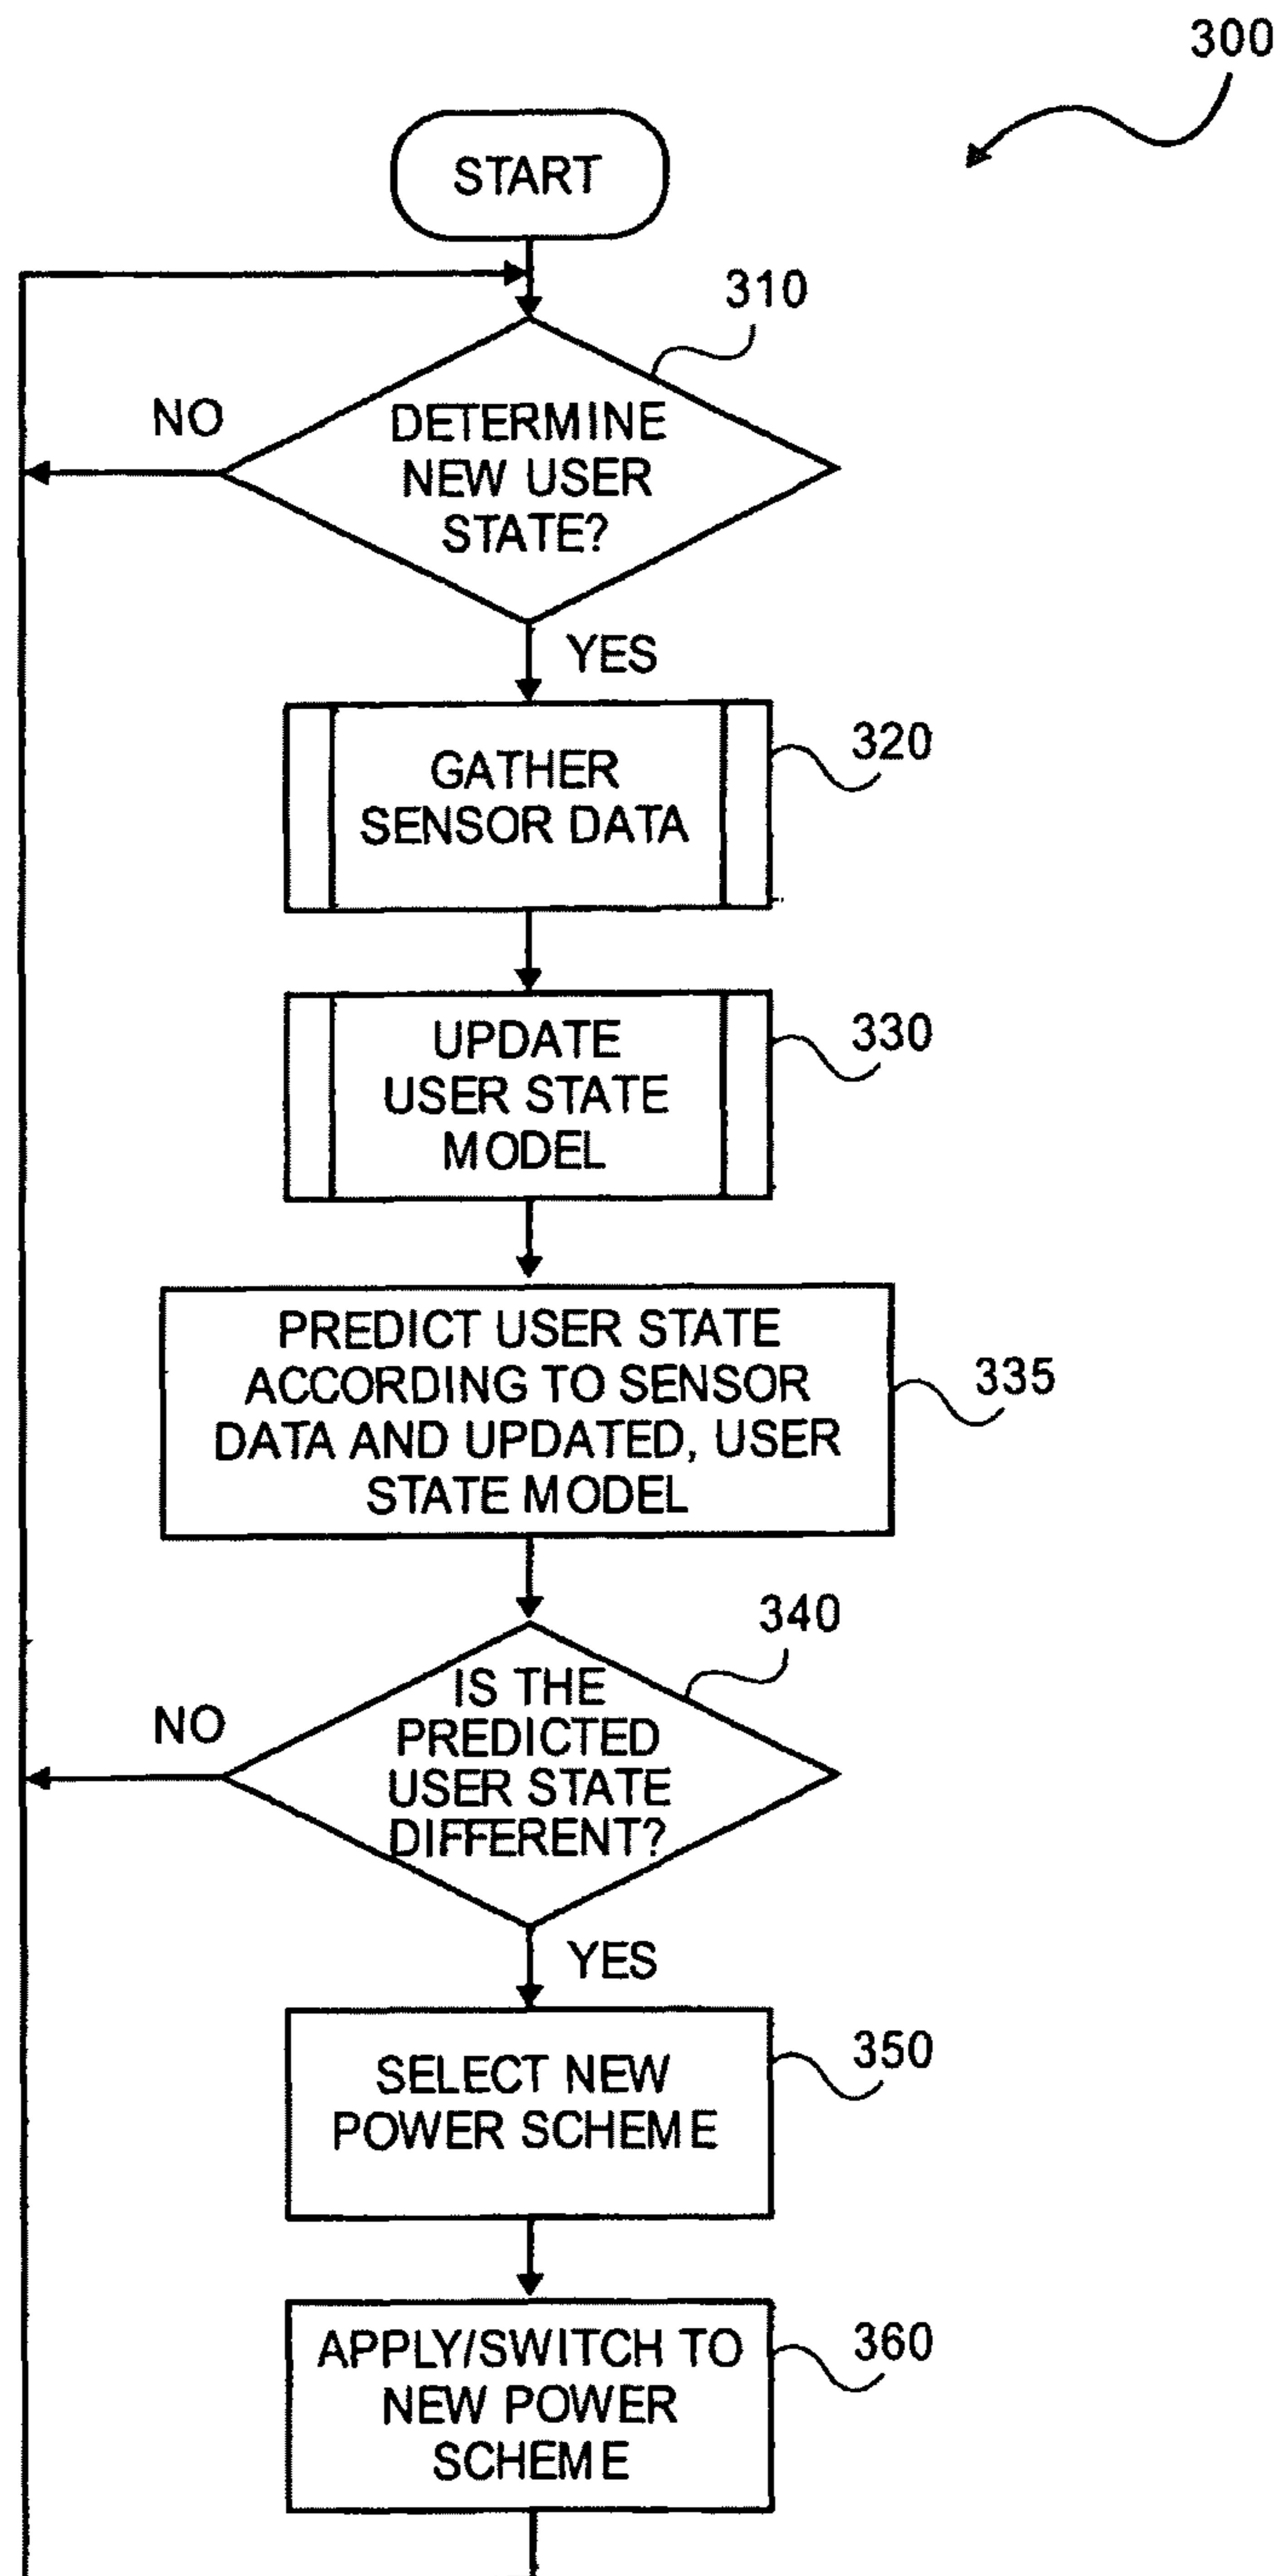 300
START
310
NO
DETERMINE
NEW USER
STATE?
YES
320
GATHER
SENSOR DATA
330
UPDATE
USER STATE
MODEL
335
PREDICT USER STATE
ACCORDING TO SENSOR
DATA AND UPDATED, USER
STATE MODEL
340
NO
IS THE
PREDICTED
USER STATE
DIFFERENT?
YES
350
SELECT NEW
POWER SCHEME
360
APPLY/SWITCH TO
NEW POWER
SCHEME